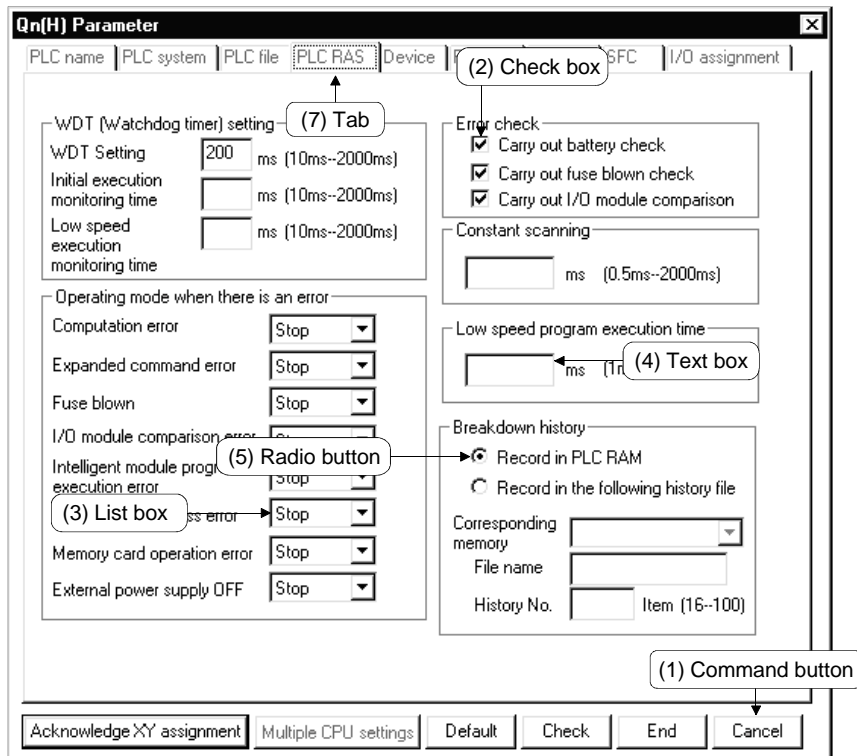 Qn(H) Parameter
PLC name PLC system PLC file PLC RAS Device SFC I/O assignment
(2) Check box
(7) Tab
WDT (Watchdog timer) setting
WDT Setting 200 ms (10ms--2000ms)
Initial execution
monitoring time ms (10ms--2000ms)
Low speed
execution
monitoring time ms (10ms--2000ms)
Error check
Carry out battery check
Carry out fuse blown check
Carry out I/O module comparison
Constant scanning
ms (0.5ms--2000ms)
Operating mode when there is an error
Computation error Stop
Expanded command error Stop
Fuse blown Stop
I/O module comparison error
Intelligent module
execution error Stop
(3) List box error Stop
Memory card operation error Stop
External power supply OFF Stop
Low speed program execution time
ms
(4) Text box
Breakdown history
(5) Radio button
Record in PLC RAM
Record in the following history file
Corresponding
memory
File name
History No. Item (16--100)
(1) Command button
Acknowledge XY assignment Multiple CPU settings Default Check End Cancel